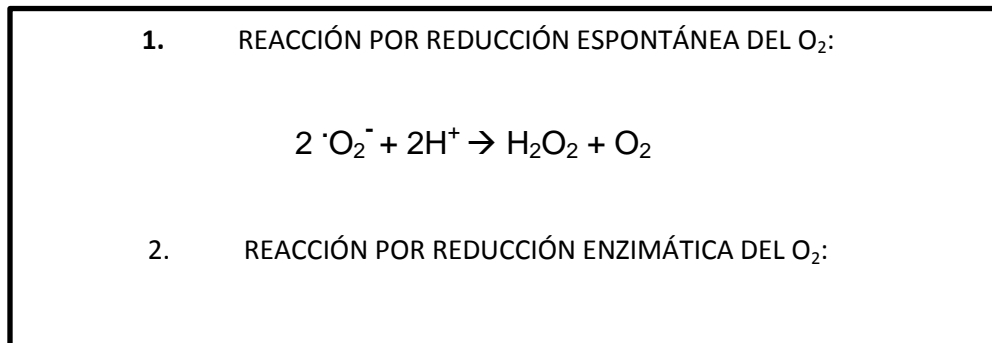 1. REACCIÓN POR REDUCCIÓN ESPONTÁNEA DEL O₂:
2 ·O₂⁻ + 2H⁺ → H₂O₂ + O₂
2. REACCIÓN POR REDUCCIÓN ENZIMÁTICA DEL O₂: